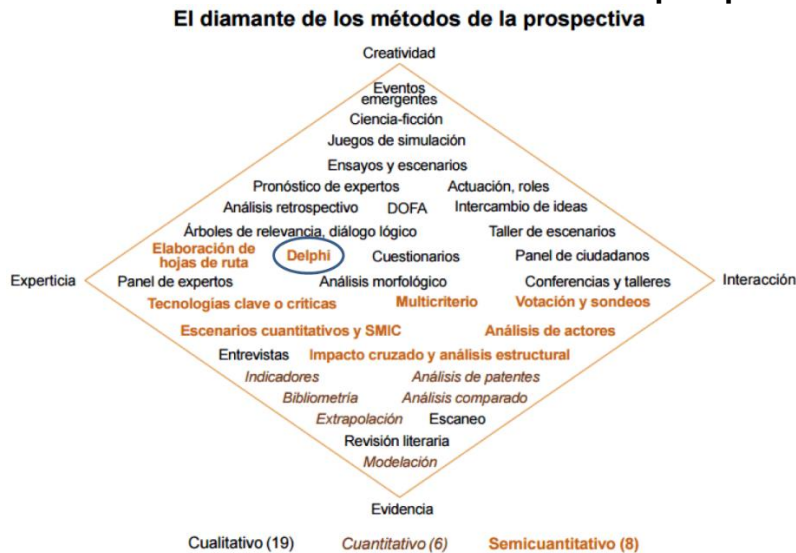 El diamante de los métodos de la prospectiva
Creatividad
Eventos
emergentes
Ciencia-ficción
Juegos de simulación
Ensayos y escenarios
Pronóstico de expertos Actuación, roles
Análisis retrospectivo DOFA Intercambio de ideas
Árboles de relevancia, diálogo lógico Taller de escenarios
Elaboración de
hojas de ruta Delphi Cuestionarios Panel de ciudadanos
Experticia Panel de expertos Análisis morfológico Conferencias y talleres Interacción
Tecnologías clave o críticas Multicriterio Votación y sondeos
Escenarios cuantitativos y SMIC Análisis de actores
Entrevistas Impacto cruzado y análisis estructural
Indicadores Análisis de patentes
Bibliometría Análisis comparado
Extrapolación Escaneo
Revisión literaria
Modelación
Evidencia
Cualitativo (19) Cuantitativo (6) Semicuantitativo (8)